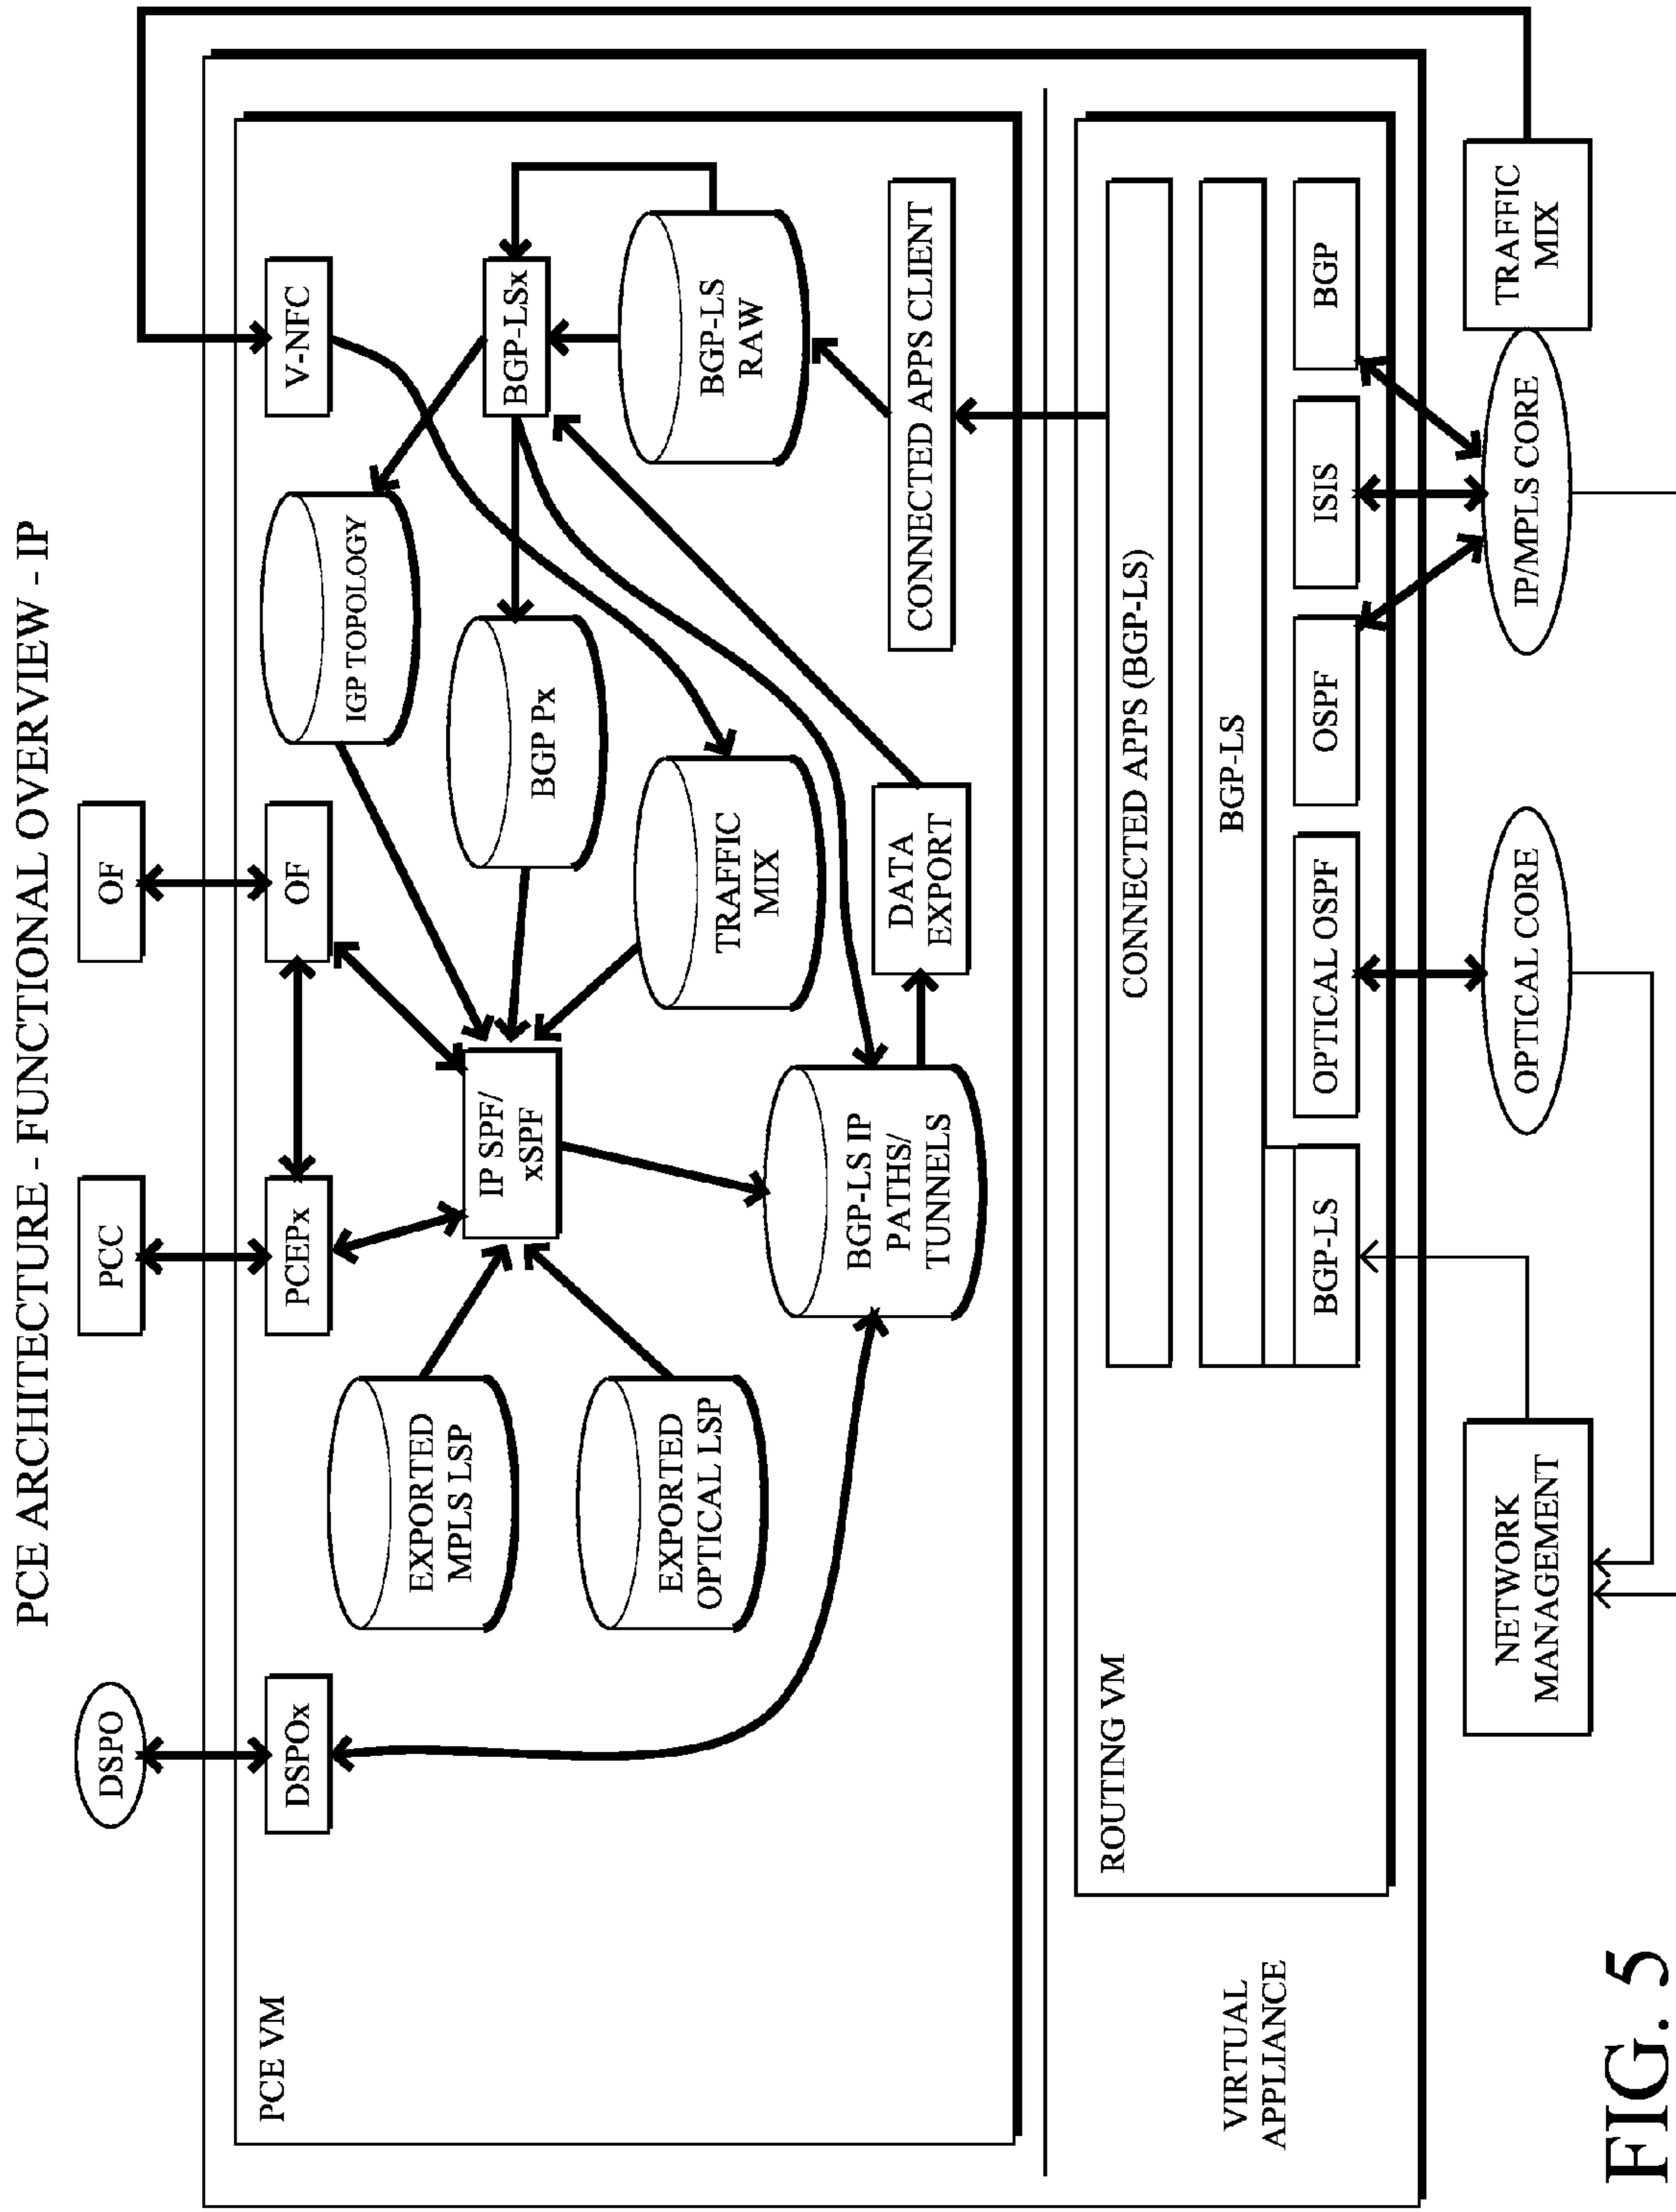 PCE ARCHITECTURE - FUNCTIONAL OVERVIEW - IP
DSPO
PCC
OF
PCE VM
DSPOx
PCEPx
OF
V-NFC
EXPORTED
MPLS LSP
IGP TOPOLOGY
IP SPF/
xSPF
BGP Px
BGP-LSx
EXPORTED
OPTICAL LSP
TRAFFIC
MIX
BGP-LS
RAW
BGP-LS IP
PATHS/
TUNNELS
DATA
EXPORT
CONNECTED APPS CLIENT
ROUTING VM
CONNECTED APPS (BGP-LS)
BGP-LS
VIRTUAL
APPLIANCE
BGP-LS
OPTICAL OSPF
OSPF
ISIS
BGP
NETWORK
MANAGEMENT
OPTICAL CORE
IP/MPLS CORE
TRAFFIC
MIX
FIG. 5